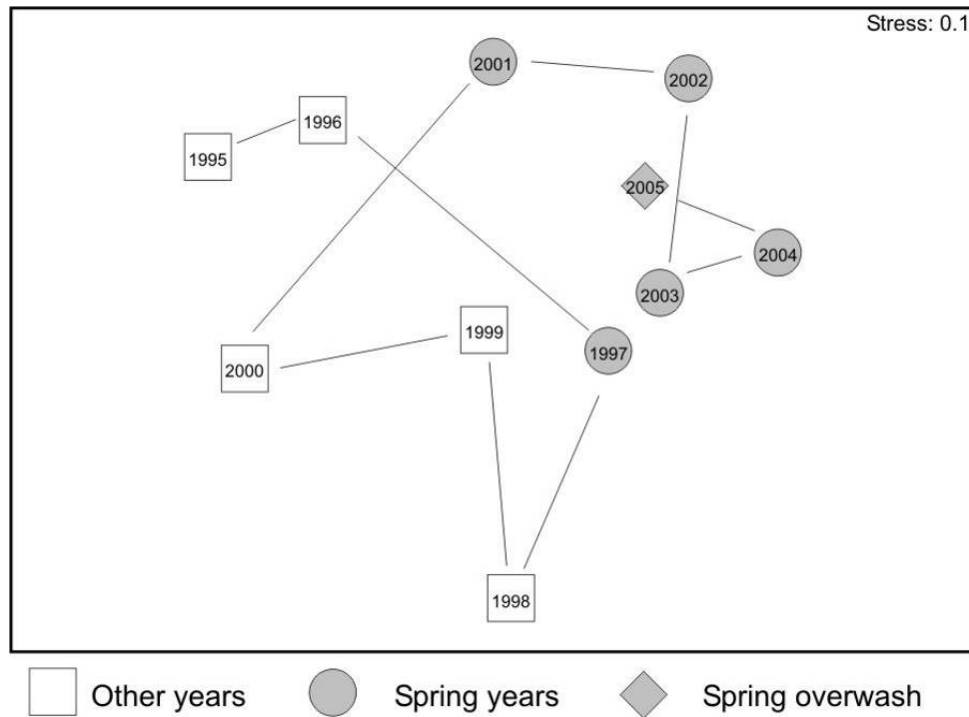 Stress: 0.1
2001
2002
1996
1995
2005
2004
2003
1999
1997
2000
1998
Other years
Spring years
Spring overwash